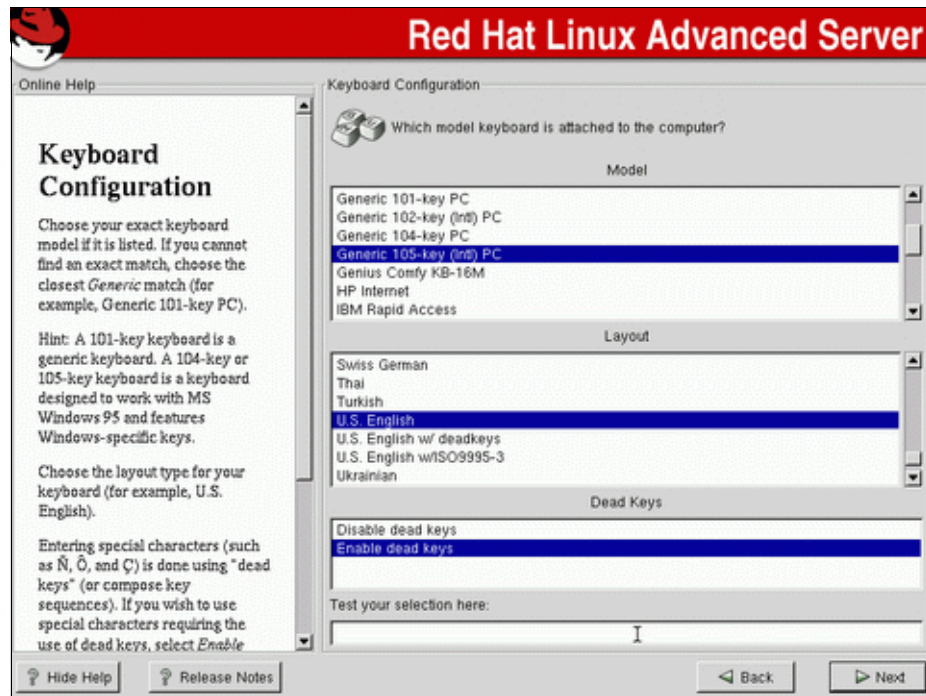 Red Hat Linux Advanced Server
Online Help
Keyboard
Configuration
Choose your exact keyboard
model if it is listed. If you cannot
find an exact match, choose the
closest Generic match (for
example, Generic 101-key PC).
Hint: A 101-key keyboard is a
generic keyboard. A 104-key or
105-key keyboard is a keyboard
designed to work with MS
Windows 95 and features
Windows-specific keys.
Choose the layout type for your
keyboard (for example, U.S.
English).
Entering special characters (such
as Ñ, Ô, and Ç) is done using "dead
keys" (or compose key
sequences). If you wish to use
special characters requiring the
use of dead keys, select Enable
Keyboard Configuration
Which model keyboard is attached to the computer?
Model
Generic 101-key PC
Generic 102-key (Intl) PC
Generic 104-key PC
Generic 105-key (Intl) PC
Genius Comfy KB-16M
HP Internet
IBM Rapid Access
Layout
Swiss German
Thai
Turkish
U.S. English
U.S. English w/ deadkeys
U.S. English w/ISO9995-3
Ukrainian
Dead Keys
Disable dead keys
Enable dead keys
Test your selection here:
Hide Help
Release Notes
Back
Next